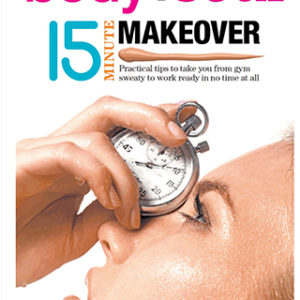 15 MINUTE MAKEOVER
Practical tips to take you from gym
sweaty to work ready in no time at all